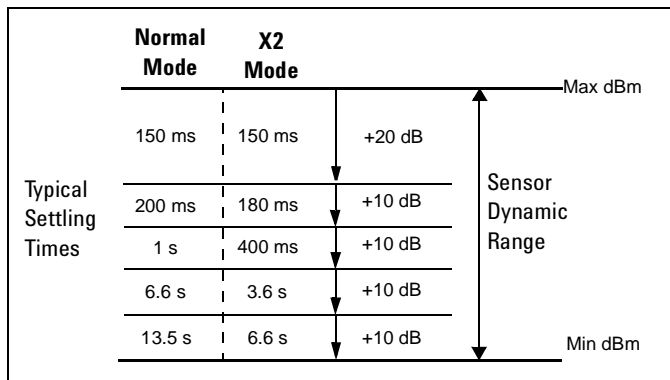 Normal Mode
X2 Mode
Max dBm
150 ms 150 ms +20 dB
Typical Settling Times
200 ms 180 ms +10 dB
Sensor Dynamic Range
1 s 400 ms +10 dB
6.6 s 3.6 s +10 dB
13.5 s 6.6 s +10 dB
Min dBm